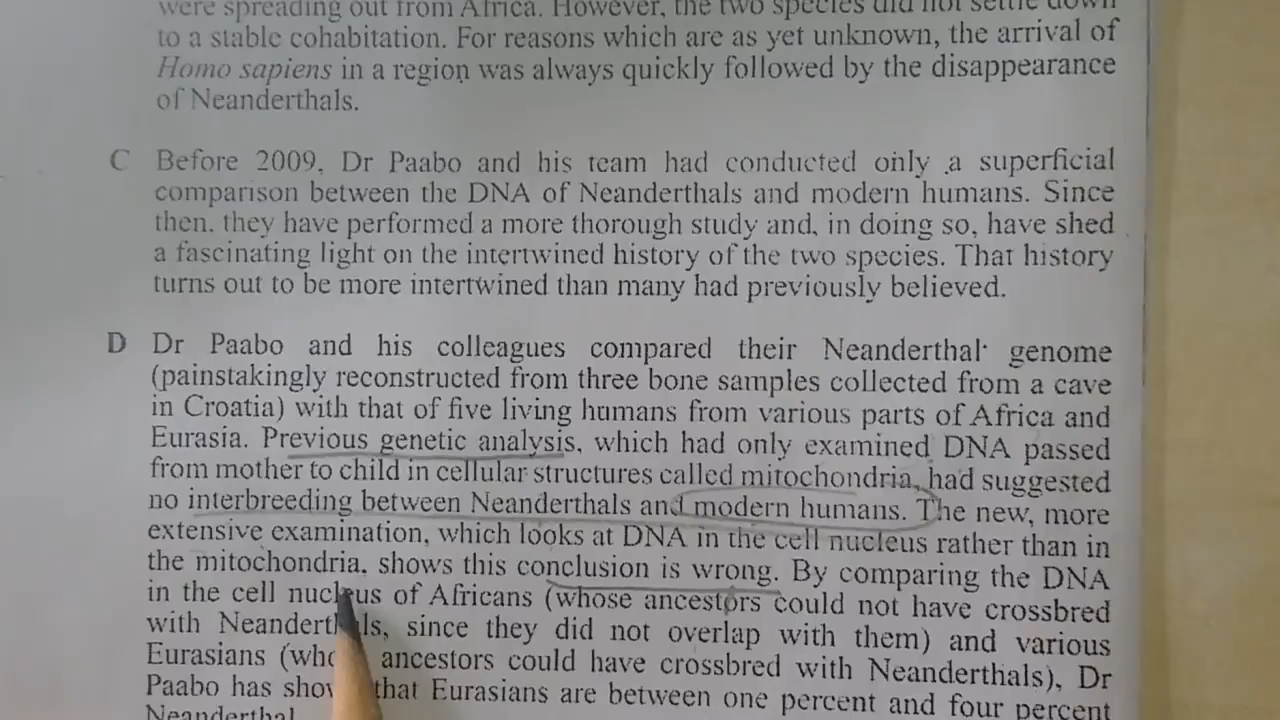 were spreading out from Africa. However, the two species did not settle down
to a stable cohabitation. For reasons which are as yet unknown, the arrival of
Homo sapiens in a region was always quickly followed by the disappearance
of Neanderthals.
C Before 2009, Dr Paabo and his team had conducted only a superficial
comparison between the DNA of Neanderthals and modern humans. Since
then, they have performed a more thorough study and, in doing so, have shed
a fascinating light on the intertwined history of the two species. That history
turns out to be more intertwined than many had previously believed.
D Dr Paabo and his colleagues compared their Neanderthal genome
(painstakingly reconstructed from three bone samples collected from a cave
in Croatia) with that of five living humans from various parts of Africa and
Eurasia. Previous genetic analysis, which had only examined DNA passed
from mother to child in cellular structures called mitochondria, had suggested
no interbreeding between Neanderthals and modern humans. The new, more
extensive examination, which looks at DNA in the cell nucleus rather than in
the mitochondria, shows this conclusion is wrong. By comparing the DNA
in the cell nucleus of Africans (whose ancestors could not have crossbred
with Neanderthals, since they did not overlap with them) and various
Eurasians (whose ancestors could have crossbred with Neanderthals), Dr
Paabo has shown that Eurasians are between one percent and four percent
Neanderthal.